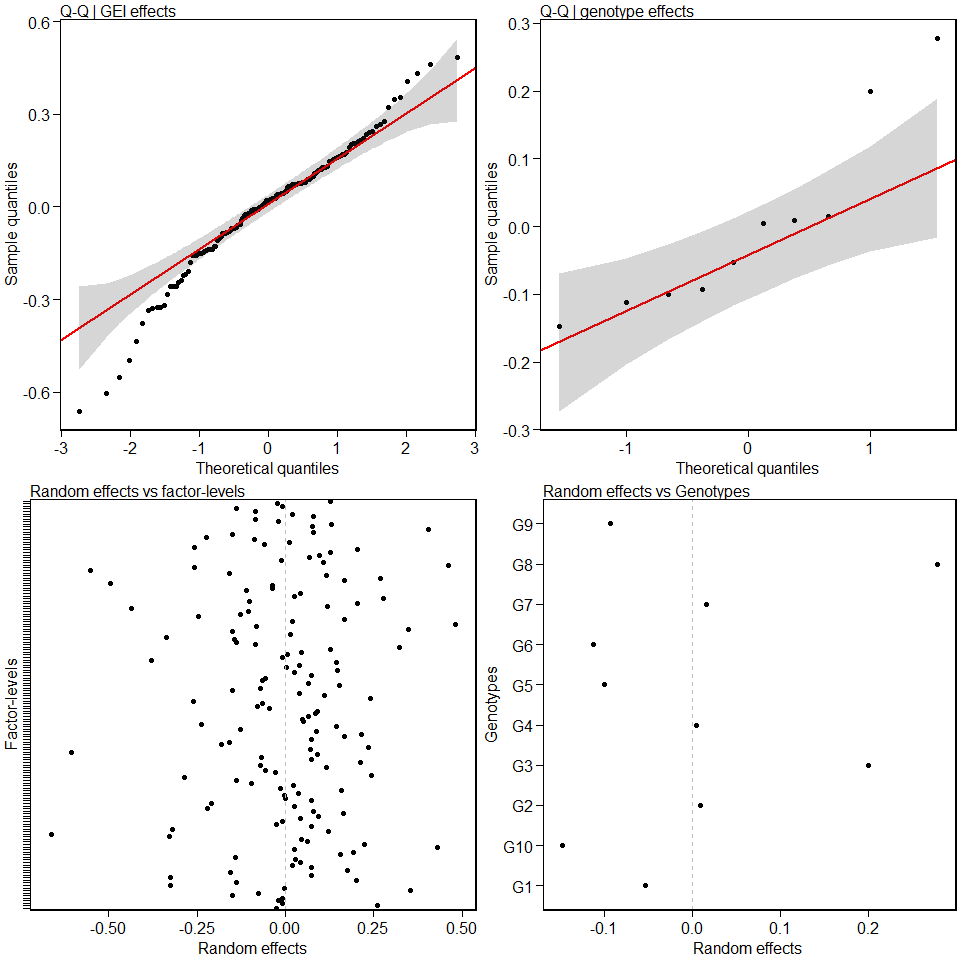 Q-Q | GEI effects
0.6
0.3
0.0
-0.3
-0.6
Sample quantiles
-3
-2
-1
0
1
2
3
Theoretical quantiles
Q-Q | genotype effects
0.3
0.2
0.1
0.0
-0.1
-0.2
-0.3
Sample quantiles
-1
0
1
Theoretical quantiles
Random effects vs factor-levels
Factor-levels
-0.50
-0.25
0.00
0.25
0.50
Random effects
Random effects vs Genotypes
G9
G8
G7
G6
G5
G4
G3
G2
G10
G1
Genotypes
-0.1
0.0
0.1
0.2
Random effects